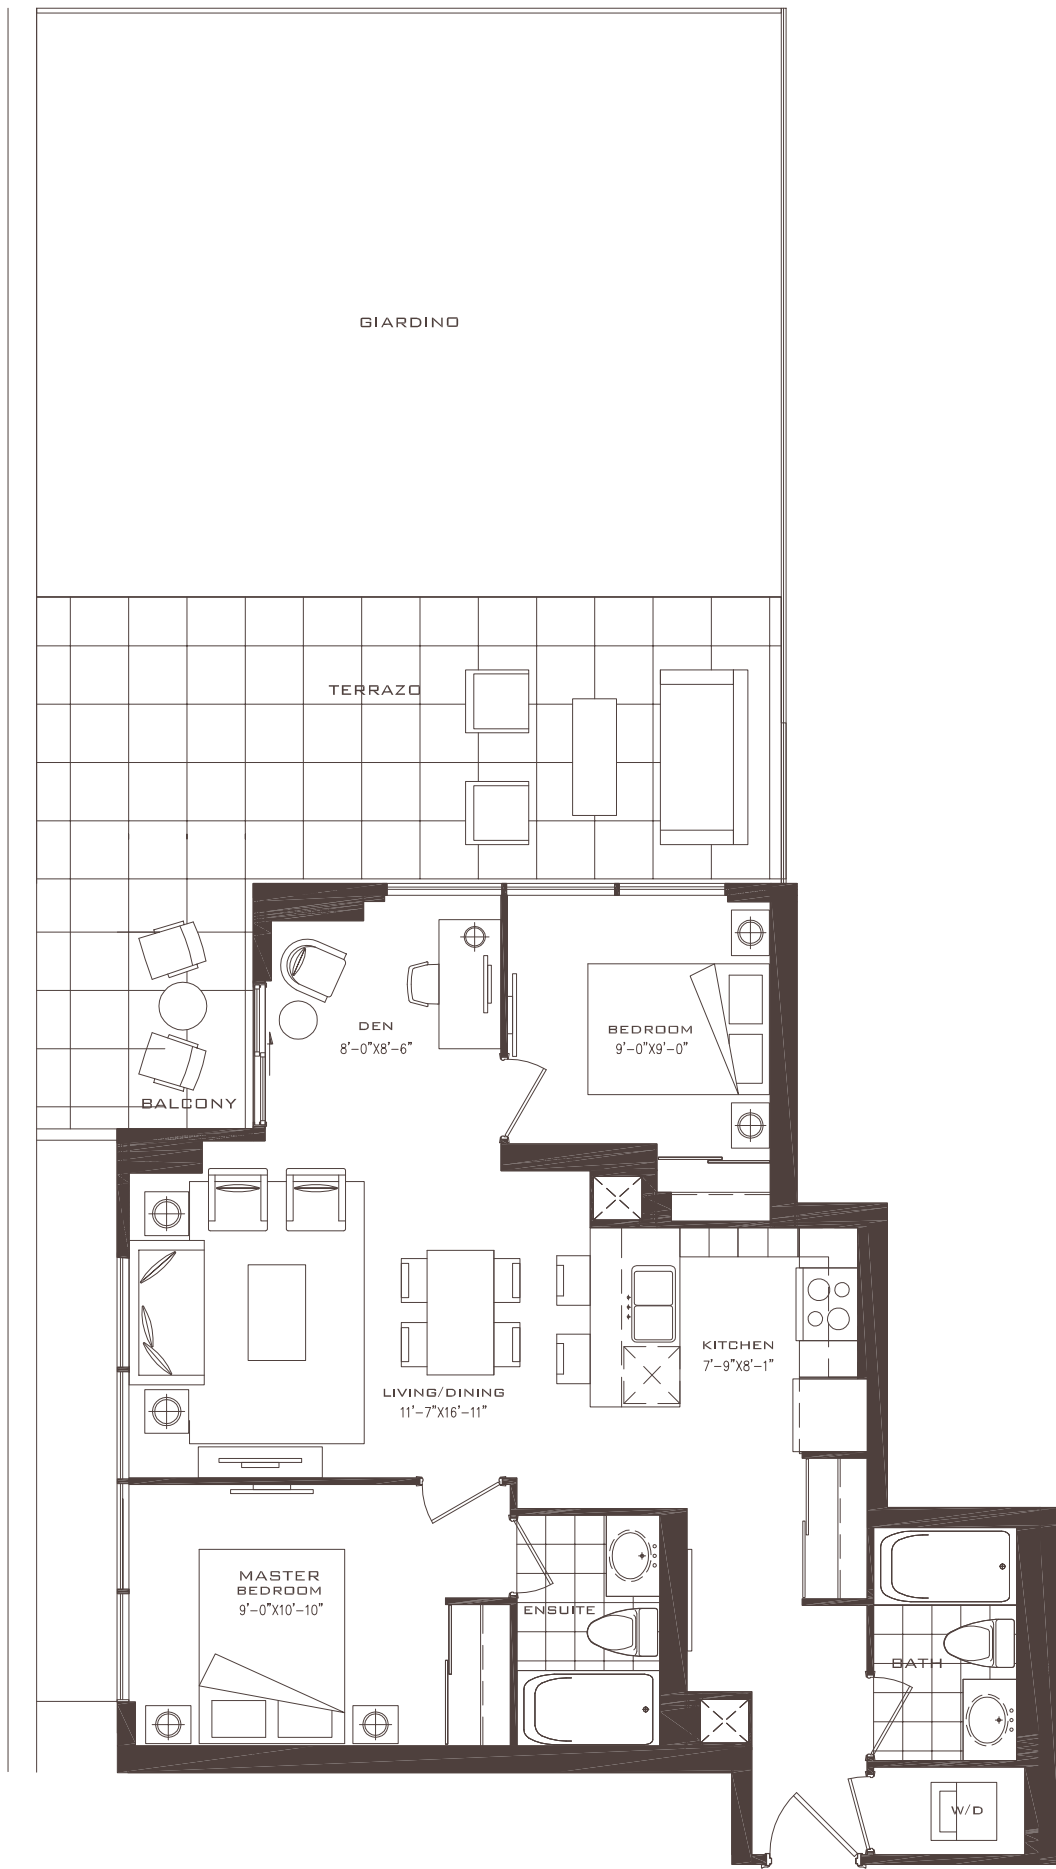 GIARDINO
TERRAZO
DEN
8'-0"X8'-6"
BEDROOM
9'-0"X9'-0"
BALCONY
KITCHEN
7'-9"X8'-1"
LIVING/DINING
11'-7"X16'-11"
MASTER
BEDROOM
9'-0"X10'-10"
ENSUITE
BATH
W/D